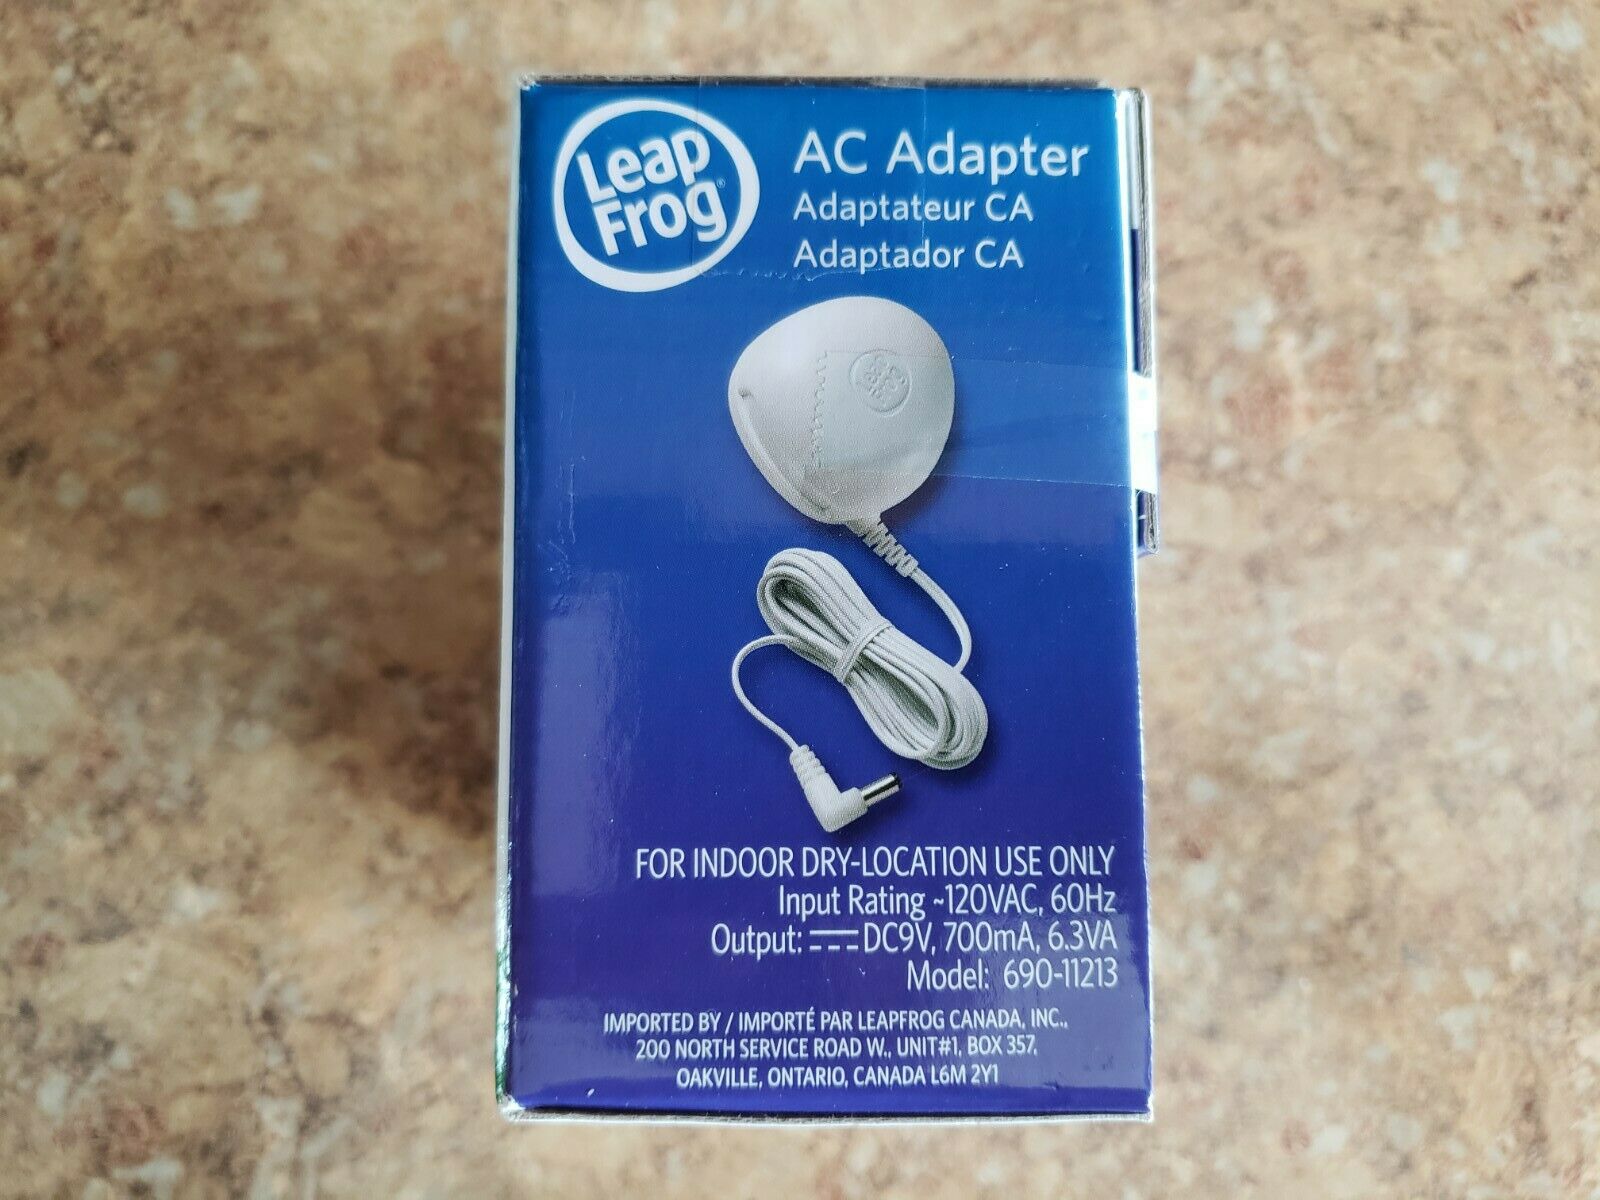 Leap
Frog®
AC Adapter
Adaptateur CA
Adaptador CA
Leap
Frog
FOR INDOOR DRY-LOCATION USE ONLY
Input Rating ~120VAC, 60Hz
Output: ⎓ DC9V, 700mA, 6.3VA
Model: 690-11213
IMPORTED BY / IMPORTÉ PAR LEAPFROG CANADA, INC.,
200 NORTH SERVICE ROAD W., UNIT#1, BOX 357,
OAKVILLE, ONTARIO, CANADA L6M 2Y1